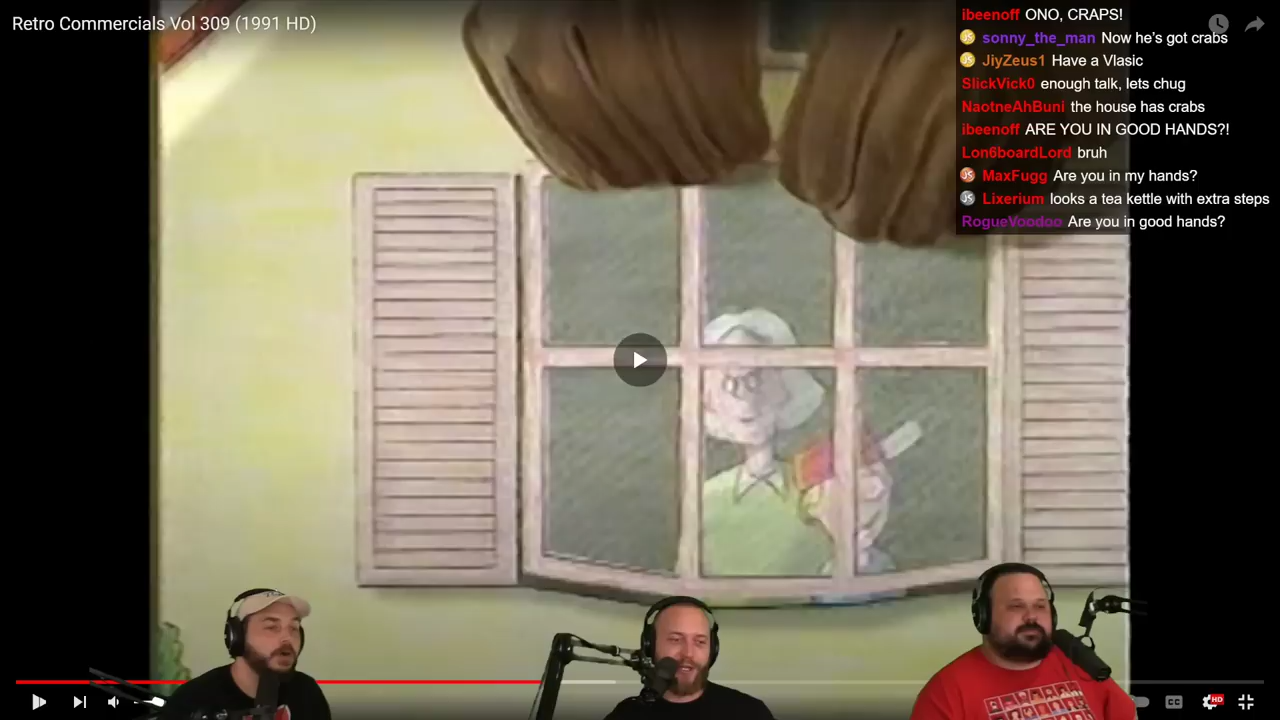 Retro Commercials Vol 309 (1991 HD)
ibeenoff ONO, CRAPS!
sonny_the_man Now he's got crabs
JiyZeus1 Have a Vlasic
SlickVick0 enough talk, lets chug
NaotneAhBuni the house has crabs
ibeenoff ARE YOU IN GOOD HANDS?!
Lon6boardLord bruh
MaxFugg Are you in my hands?
Lixerium looks a tea kettle with extra steps
RogueVoodoo Are you in good hands?
CC HD